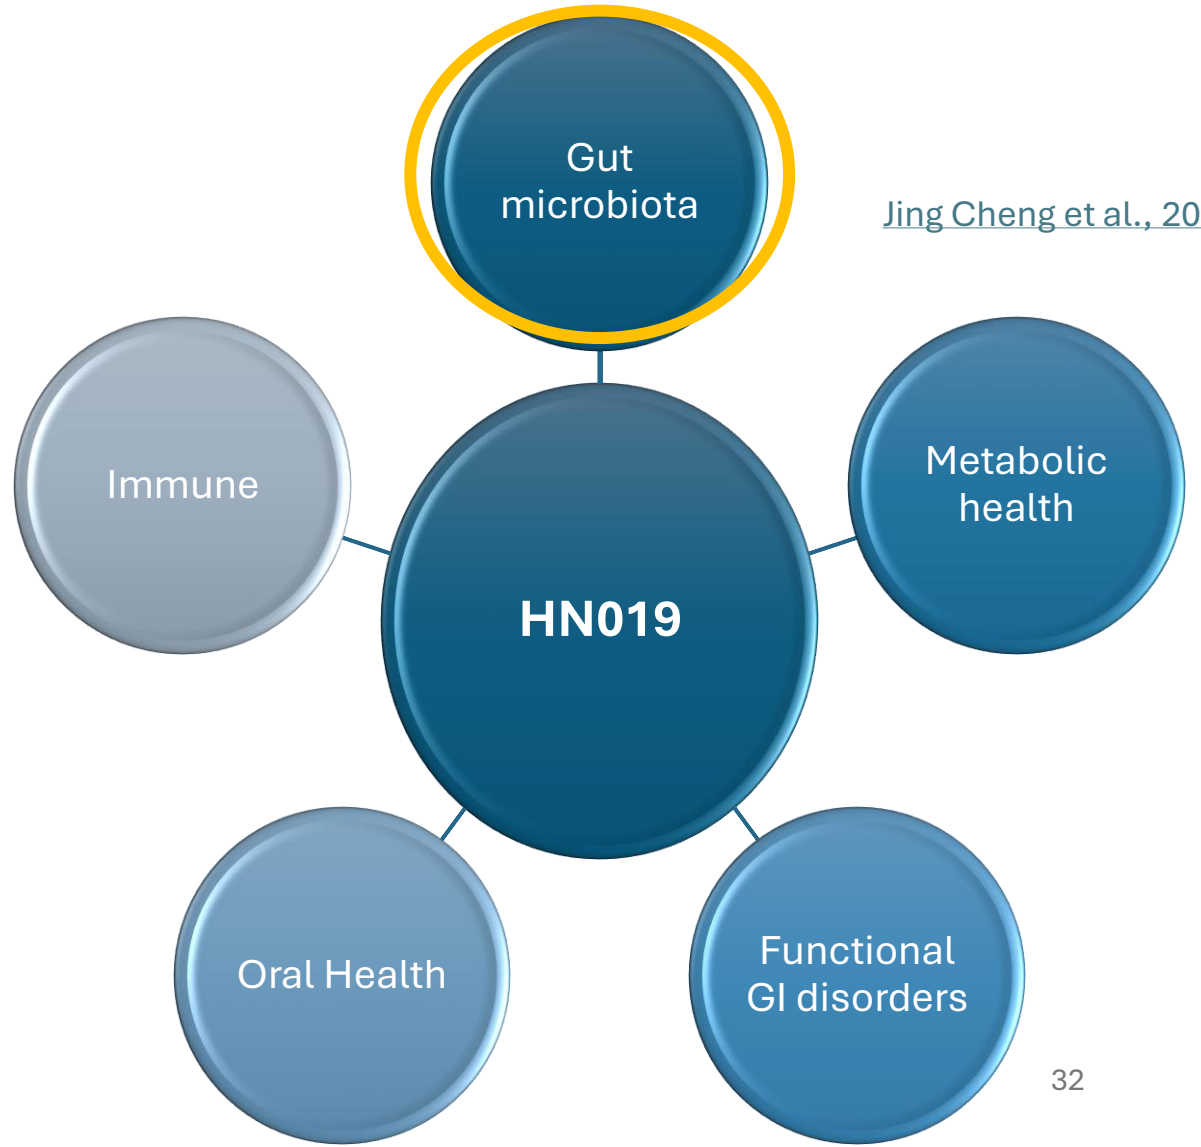 Gut
microbiota
Jing Cheng et al., 20
Immune
Metabolic
health
HN019
Oral Health
Functional
GI disorders
32